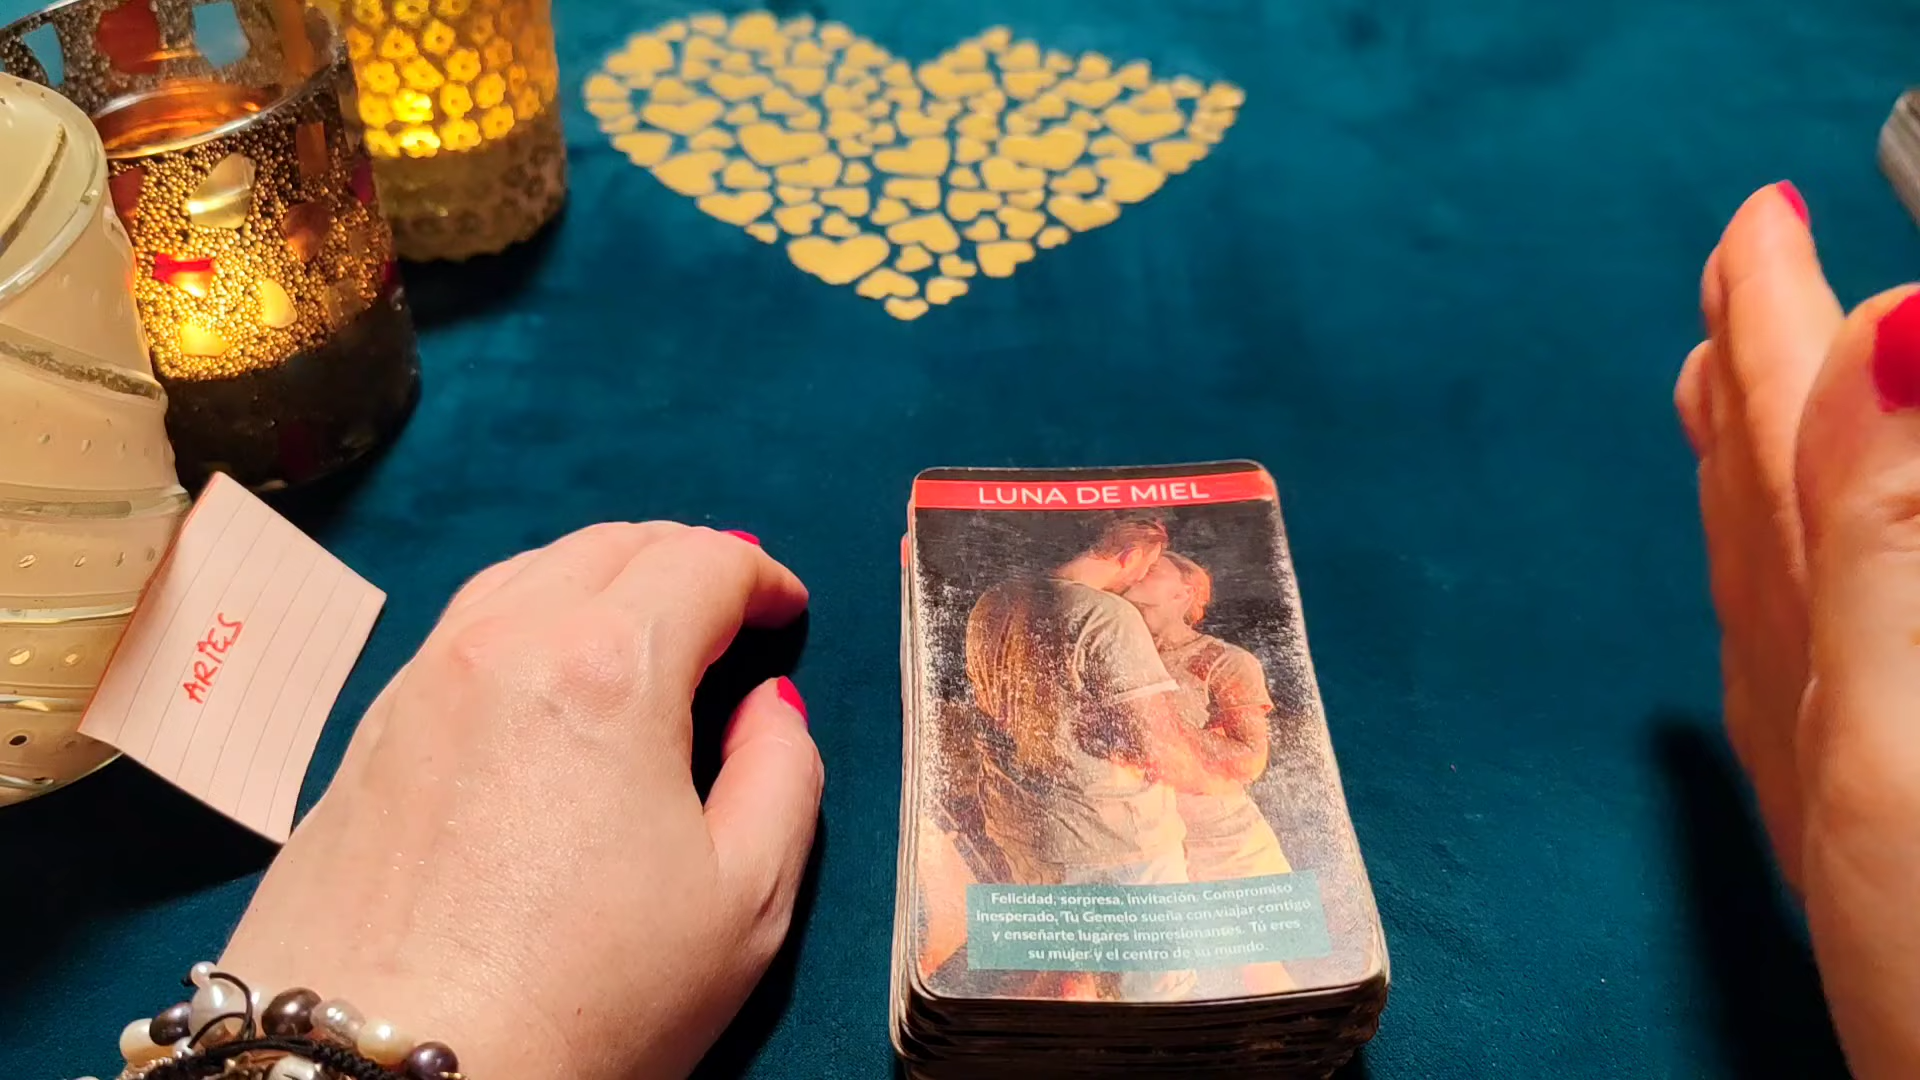 LUNA DE MIEL
ARIES
Felicidad, sorpresa, invitación. Compromiso
inesperado. Tu Gemelo sueña con viajar contigo
y enseñarte lugares impresionantes. Tú eres
su mujer y el centro de su mundo.